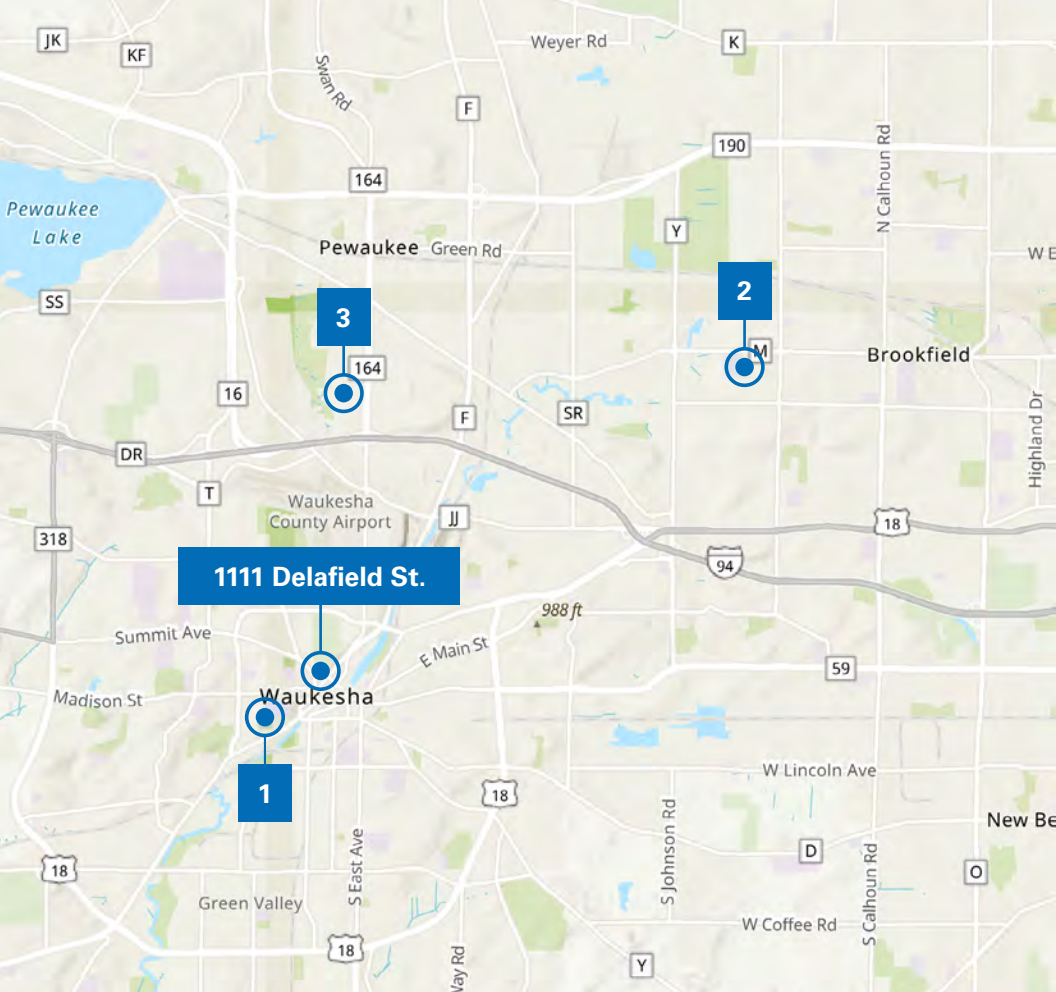 JK
KF
Weyer Rd
K
Swan Rd
F
190
164
N Calhoun Rd
Pewaukee
Lake
Y
Pewaukee
Green Rd
W E
SS
2
3
M
Brookfield
164
16
F
SR
Highland Dr
DR
T
Waukesha
County Airport
JJ
18
318
94
1111 Delafield St.
988 ft
Summit Ave
E Main St
59
Madison St
Waukesha
1
W Lincoln Ave
18
New Be
S Johnson Rd
S East Ave
D
18
O
S Calhoun Rd
Green Valley
W Coffee Rd
18
Way Rd
Y